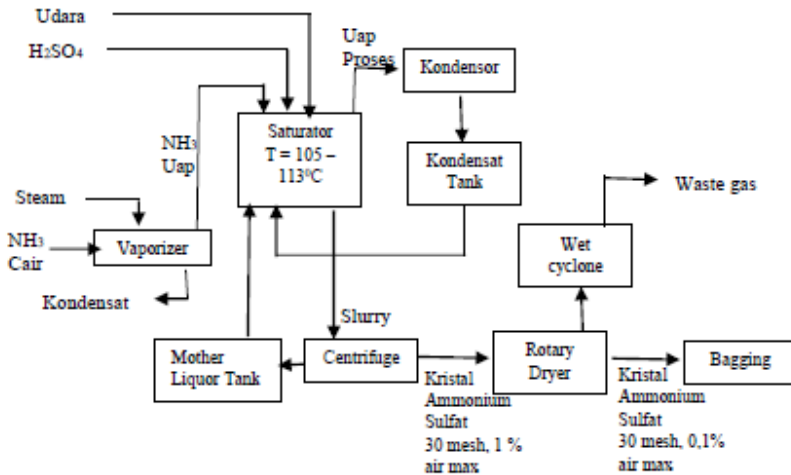 Udara
H₂SO₄
Uap
Proses
Kondensor
Saturator
T = 105 –
113⁰C
NH₃
Uap
Kondensat
Tank
Waste gas
Steam
NH₃
Cair
Vaporizer
Wet
cyclone
Kondensat
Slurry
Mother
Liquor Tank
Centrifuge
Rotary
Dryer
Bagging
Kristal
Ammonium
Sulfat
30 mesh, 1 %
air max
Kristal
Ammonium
Sulfat
30 mesh, 0,1%
air max